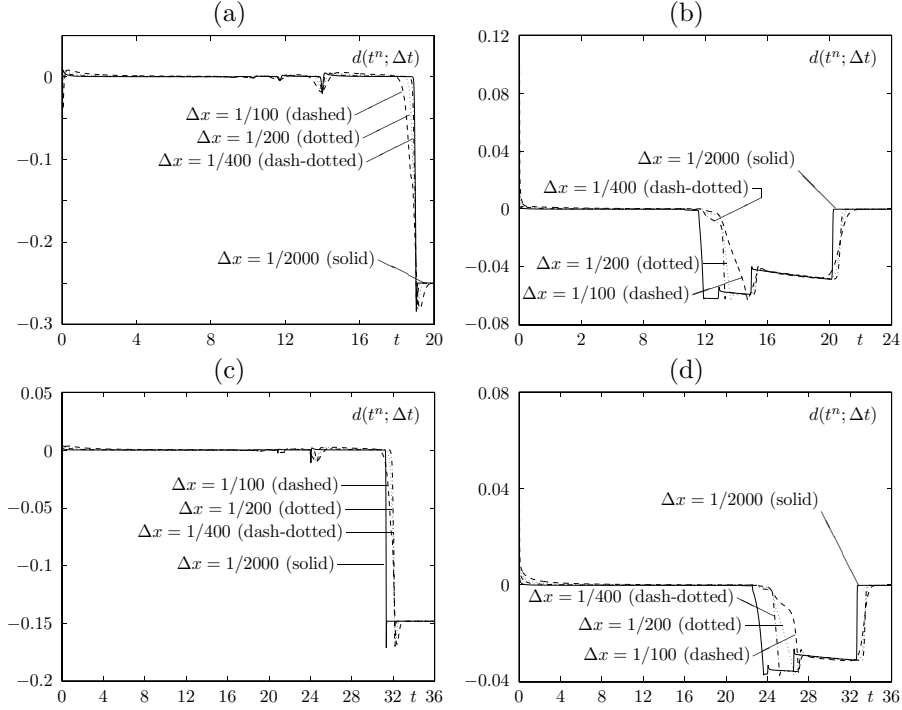 (a)
d(tⁿ; Δt)
0
Δx = 1/100 (dashed)
Δx = 1/200 (dotted)
−0.1
Δx = 1/400 (dash-dotted)
−0.2
Δx = 1/2000 (solid)
−0.3
0 4 8 12 16 t 20
(b)
0.12
d(tⁿ; Δt)
0.08
0.04
Δx = 1/2000 (solid)
Δx = 1/400 (dash-dotted)
0
Δx = 1/200 (dotted)
−0.04
Δx = 1/100 (dashed)
−0.08
0 2 8 12 16 20 t 24
(c)
0.05
d(tⁿ; Δt)
0
Δx = 1/100 (dashed)
−0.05
Δx = 1/200 (dotted)
Δx = 1/400 (dash-dotted)
Δx = 1/2000 (solid)
−0.1
−0.15
−0.2
0 4 8 12 16 20 24 28 t 32 36
(d)
0.08
d(tⁿ; Δt)
0.04
Δx = 1/2000 (solid)
0
Δx = 1/400 (dash-dotted)
Δx = 1/200 (dotted)
Δx = 1/100 (dashed)
−0.04
0 2 4 12 16 20 24 28 32 t 36